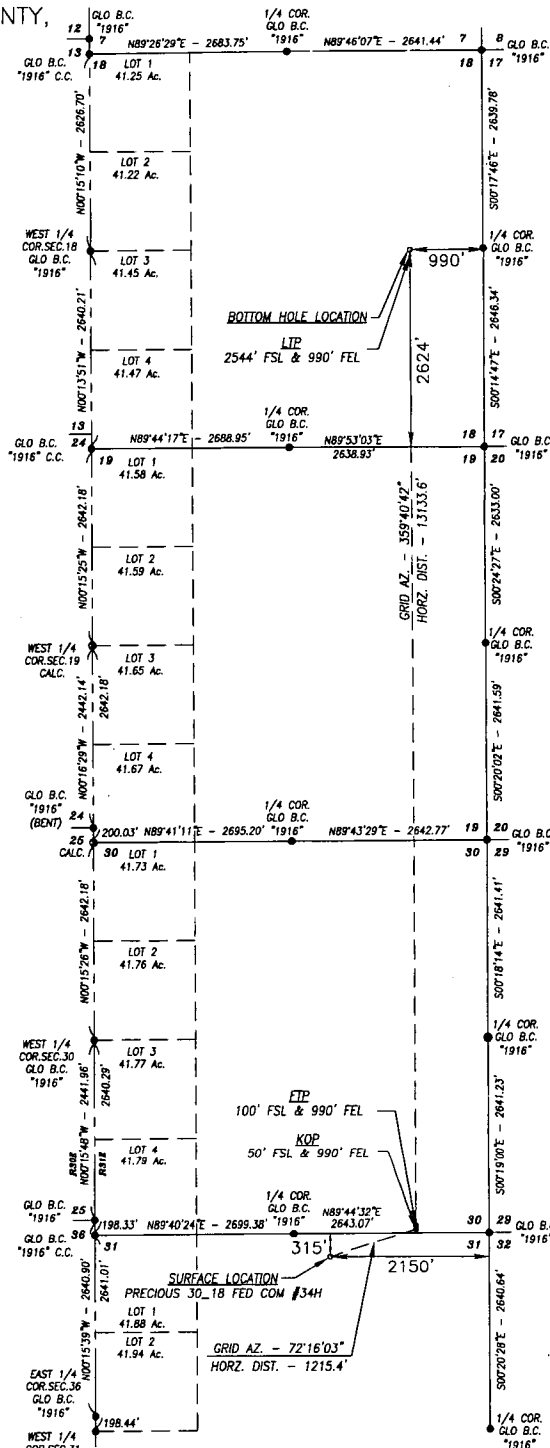 NTY,
GLO B.C.
"1916"
12
7
N89°26'29"E - 2683.75'
1/4 COR.
GLO B.C.
"1916"
N89°46'07"E - 2641.44'
7
8
GLO B.C.
"1916"
13
18
18
17
GLO B.C.
"1916" C.C.
LOT 1
41.25 Ac.
N00°15'10"W - 2626.70'
S00°17'46"E - 2639.78'
LOT 2
41.22 Ac.
WEST 1/4
COR.SEC.18
GLO B.C.
"1916"
LOT 3
41.45 Ac.
1/4 COR.
GLO B.C.
"1916"
990'
BOTTOM HOLE LOCATION
LTP
2544' FSL & 990' FEL
2624'
N00°13'51"W - 2640.21'
S00°14'47"E - 2646.34'
LOT 4
41.47 Ac.
13
24
GLO B.C.
"1916" C.C.
19
N89°44'17"E - 2688.95'
1/4 COR.
GLO B.C.
"1916"
N89°53'03"E
2638.93'
18
17
19
20
GLO B.C.
"1916"
LOT 1
41.58 Ac.
N00°15'25"W - 2642.18'
GRID AZ. - 359°40'42"
HORZ. DIST. - 13133.6'
S00°24'27"E - 2633.00'
LOT 2
41.59 Ac.
WEST 1/4
COR.SEC.19
CALC.
LOT 3
41.65 Ac.
1/4 COR.
GLO B.C.
"1916"
N00°16'29"W - 2442.14'
2642.18'
S00°20'02"E - 2641.59'
LOT 4
41.67 Ac.
GLO B.C.
"1916"
(BENT)
24
25
CALC.
30
200.03'
N89°41'11"E - 2695.20'
1/4 COR.
GLO B.C.
"1916"
N89°43'29"E - 2642.77'
19
20
30
29
GLO B.C.
"1916"
LOT 1
41.73 Ac.
N00°15'26"W - 2642.18'
S00°18'14"E - 2641.41'
LOT 2
41.76 Ac.
WEST 1/4
COR.SEC.30
GLO B.C.
"1916"
LOT 3
41.77 Ac.
1/4 COR.
GLO B.C.
"1916"
N00°15'48"W - 2441.96'
2640.29'
S00°19'00"E - 2641.23'
FTP
100' FSL & 990' FEL
KOP
50' FSL & 990' FEL
LOT 4
41.79 Ac.
R30E
R31E
GLO B.C.
"1916"
25
36
GLO B.C.
"1916" C.C.
31
198.33'
N89°40'24"E - 2699.38'
1/4 COR.
GLO B.C.
"1916"
N89°44'32"E
2643.07'
30
29
31
32
GLO B.C.
"1916"
315'
2150'
SURFACE LOCATION
PRECIOUS 30_18 FED COM #34H
GRID AZ. - 72°16'03"
HORZ. DIST. - 1215.4'
N00°15'39"W - 2640.90'
2641.01'
S00°20'28"E - 2640.64'
LOT 1
41.88 Ac.
LOT 2
41.94 Ac.
EAST 1/4
COR.SEC.36
GLO B.C.
"1916"
198.44'
WEST 1/4
COR.SEC.31
1/4 COR.
GLO B.C.
"1916"